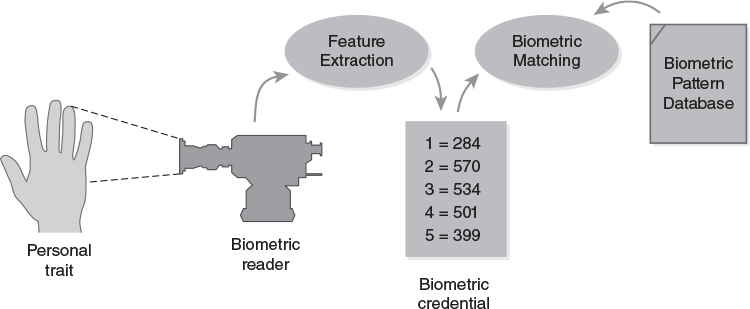 Feature
Extraction
Biometric
Matching
Biometric
Pattern
Database
1 = 284
2 = 570
3 = 534
4 = 501
5 = 399
Personal
trait
Biometric
reader
Biometric
credential